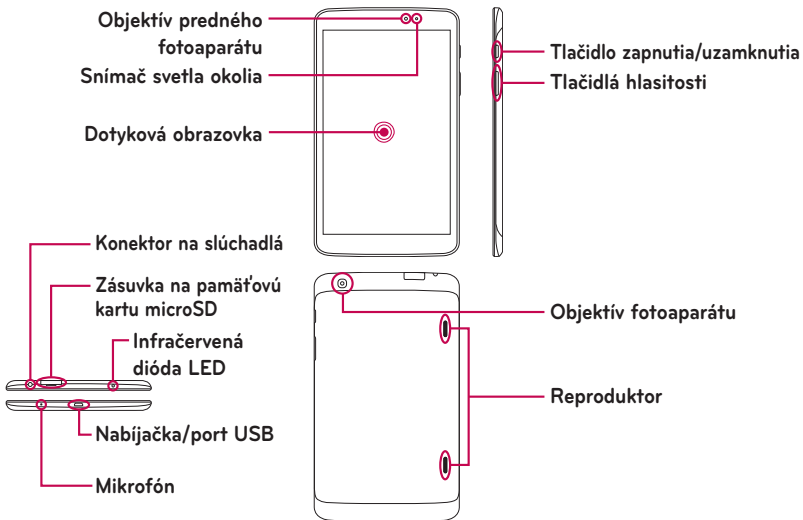 Objektív predného
fotoaparátu
Snímač svetla okolia
Dotyková obrazovka
Tlačidlo zapnutia/uzamknutia
Tlačidlá hlasitosti
Konektor na slúchadlá
Zásuvka na pamäťovú
kartu microSD
Infračervená
dióda LED
Nabíjačka/port USB
Mikrofón
Objektív fotoaparátu
Reproduktor